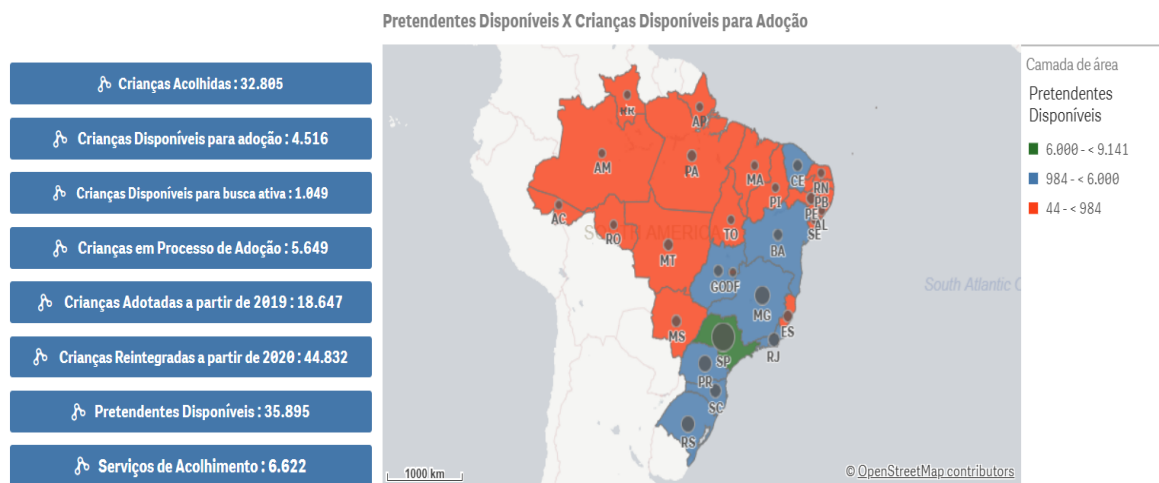 Pretendentes Disponíveis X Crianças Disponíveis para Adoção
Crianças Acolhidas : 32.805
Crianças Disponíveis para adoção : 4.516
Crianças Disponíveis para busca ativa : 1.049
Crianças em Processo de Adoção : 5.649
Crianças Adotadas a partir de 2019 : 18.647
Crianças Reintegradas a partir de 2020 : 44.832
Pretendentes Disponíveis : 35.895
Serviços de Acolhimento : 6.622
RR
AP
AM
PA
MA
CE
RN
PB
PI
PE
AL
SE
AC
RO
TO
SOUTH AMERICA
BA
MT
GO
DF
MG
ES
MS
SP
RJ
PR
SC
RS
South Atlantic O
1000 km
© OpenStreetMap contributors
Camada de área
Pretendentes
Disponíveis
6.000 - < 9.141
984 - < 6.000
44 - < 984